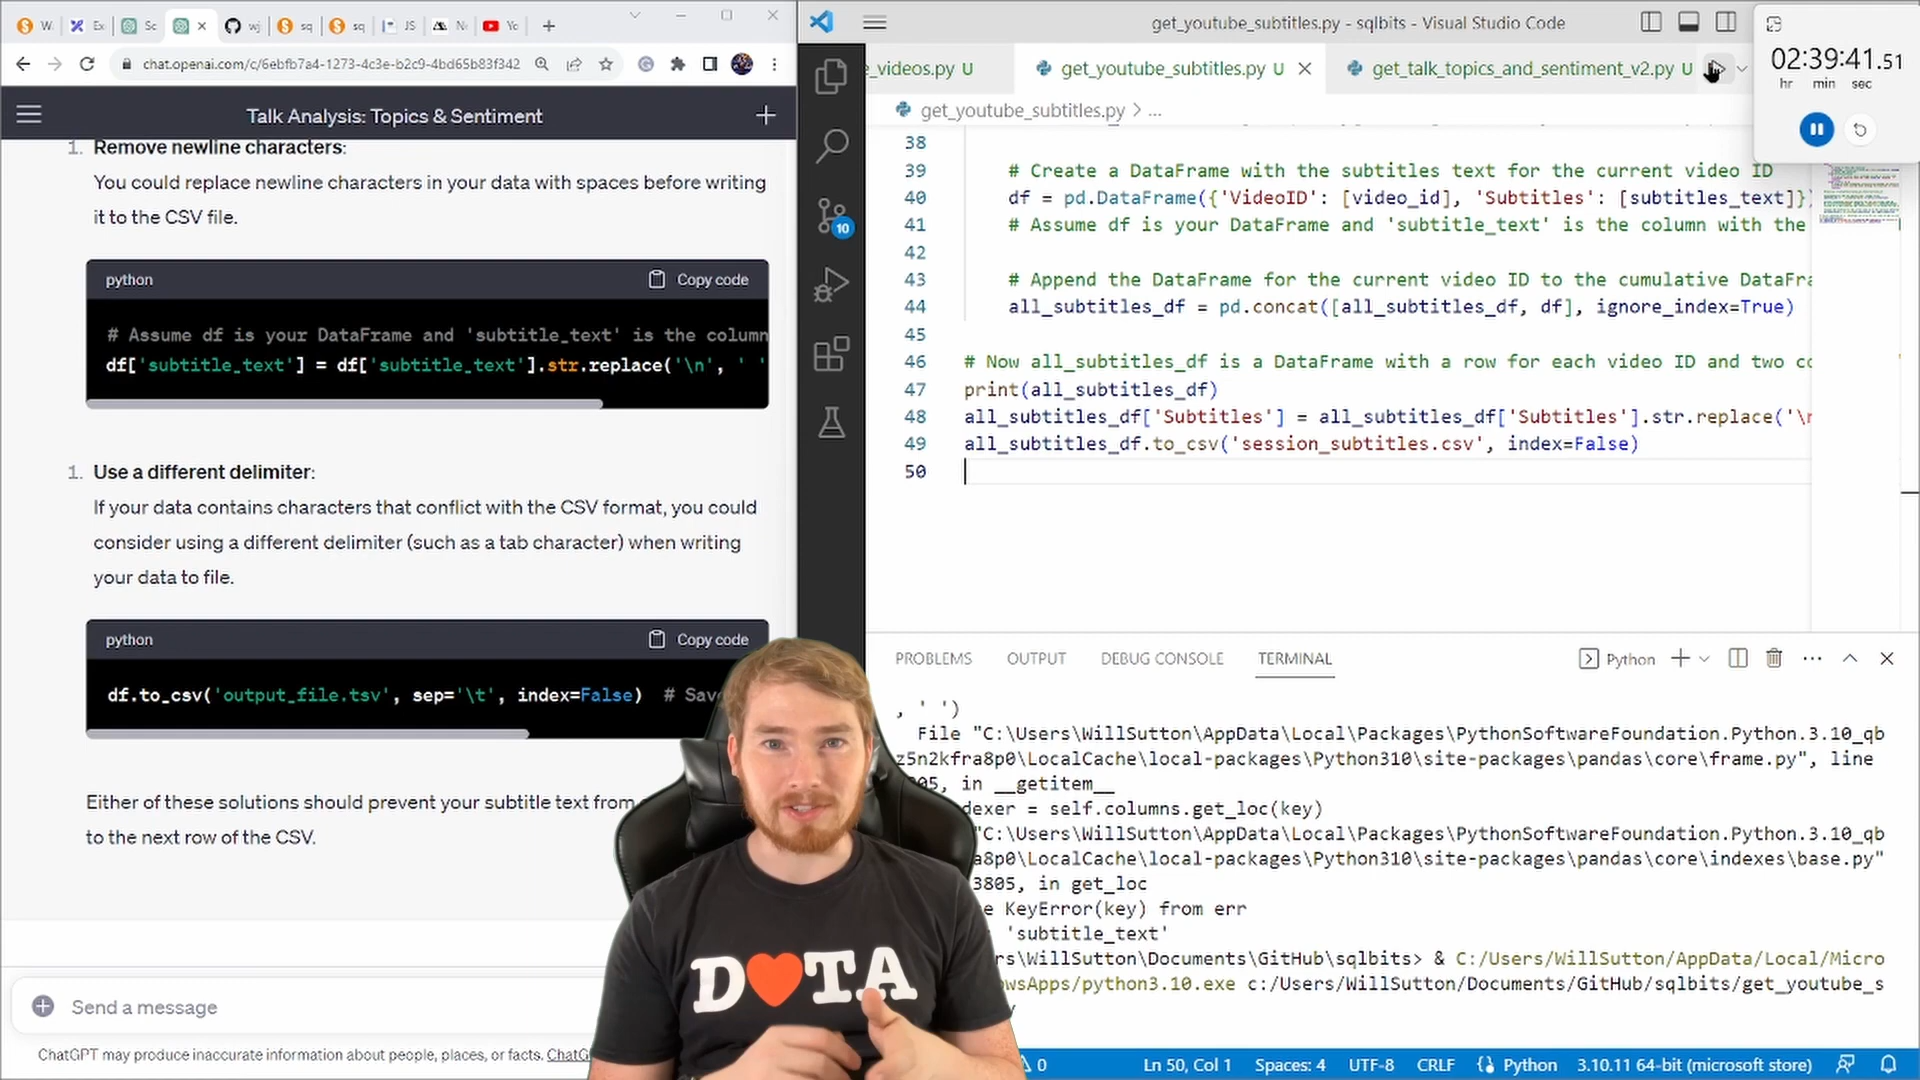 get_youtube_subtitles.py - sqlbits - Visual Studio Code
02:39:41.51
hr min sec
chat.openai.com/c/6ebfb7a4-1273-4c3e-b2c9-4bd65b83f342
_videos.py U
get_youtube_subtitles.py U
get_talk_topics_and_sentiment_v2.py U
Talk Analysis: Topics & Sentiment
get_youtube_subtitles.py > ...
1. Remove newline characters:
You could replace newline characters in your data with spaces before writing
it to the CSV file.
python
Copy code
# Assume df is your DataFrame and 'subtitle_text' is the column
df['subtitle_text'] = df['subtitle_text'].str.replace('\n', ' '
1. Use a different delimiter:
If your data contains characters that conflict with the CSV format, you could
consider using a different delimiter (such as a tab character) when writing
your data to file.
python
Copy code
df.to_csv('output_file.tsv', sep='\t', index=False) # Sav
Either of these solutions should prevent your subtitle text from
to the next row of the CSV.
Send a message
ChatGPT may produce inaccurate information about people, places, or facts. ChatG
38
39 # Create a DataFrame with the subtitles text for the current video ID
40 df = pd.DataFrame({'VideoID': [video_id], 'Subtitles': [subtitles_text]})
41 # Assume df is your DataFrame and 'subtitle_text' is the column with the
42
43 # Append the DataFrame for the current video ID to the cumulative DataFra
44 all_subtitles_df = pd.concat([all_subtitles_df, df], ignore_index=True)
45
46 # Now all_subtitles_df is a DataFrame with a row for each video ID and two co
47 print(all_subtitles_df)
48 all_subtitles_df['Subtitles'] = all_subtitles_df['Subtitles'].str.replace('\n
49 all_subtitles_df.to_csv('session_subtitles.csv', index=False)
50
10
PROBLEMS OUTPUT DEBUG CONSOLE TERMINAL
Python
, ' ')
File "C:\Users\WillSutton\AppData\Local\Packages\PythonSoftwareFoundation.Python.3.10_qb
z5n2kfra8p0\LocalCache\local-packages\Python310\site-packages\pandas\core\frame.py", line
05, in __getitem__
dexer = self.columns.get_loc(key)
"C:\Users\WillSutton\AppData\Local\Packages\PythonSoftwareFoundation.Python.3.10_qb
a8p0\LocalCache\local-packages\Python310\site-packages\pandas\core\indexes\base.py"
3805, in get_loc
e KeyError(key) from err
'subtitle_text'
rs\WillSutton\Documents\GitHub\sqlbits> & C:/Users/WillSutton/AppData/Local/Micro
owsApps/python3.10.exe c:/Users/WillSutton/Documents/GitHub/sqlbits/get_youtube_s
y
D TA
0
Ln 50, Col 1 Spaces: 4 UTF-8 CRLF Python 3.10.11 64-bit (microsoft store)